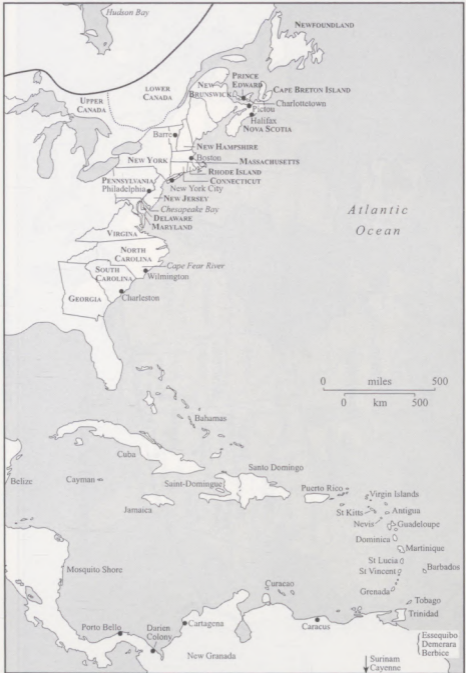 Hudson Bay
NEWFOUNDLAND
PRINCE
EDWARD
NEW
BRUNSWICK
CAPE BRETON ISLAND
LOWER
CANADA
UPPER
CANADA
Charlottetown
Pictou
Halifax
NOVA SCOTIA
Barre
NEW HAMPSHIRE
Boston
NEW YORK
MASSACHUSETTS
RHODE ISLAND
CONNECTICUT
PENNSYLVANIA
Philadelphia
New York City
NEW JERSEY
Chesapeake Bay
DELAWARE
MARYLAND
VIRGINA
Atlantic
Ocean
NORTH
CAROLINA
SOUTH
CAROLINA
Cape Fear River
Wilmington
GEORGIA
Charleston
0 miles 500
0 km 500
Bahamas
Cuba
Santo Domingo
Belize
Cayman
Saint-Domingue
Puerto Rico
Virgin Islands
Jamaica
St Kitts
Antigua
Nevis
Guadeloupe
Dominica
Martinique
St Lucia
St Vincent
Barbados
Mosquito Shore
Curacao
Grenada
Tobago
Trinidad
Porto Bello
Darien
Colony
Cartagena
Caracus
Essequibo
Demerara
Berbice
New Granada
Surinam
Cayenne